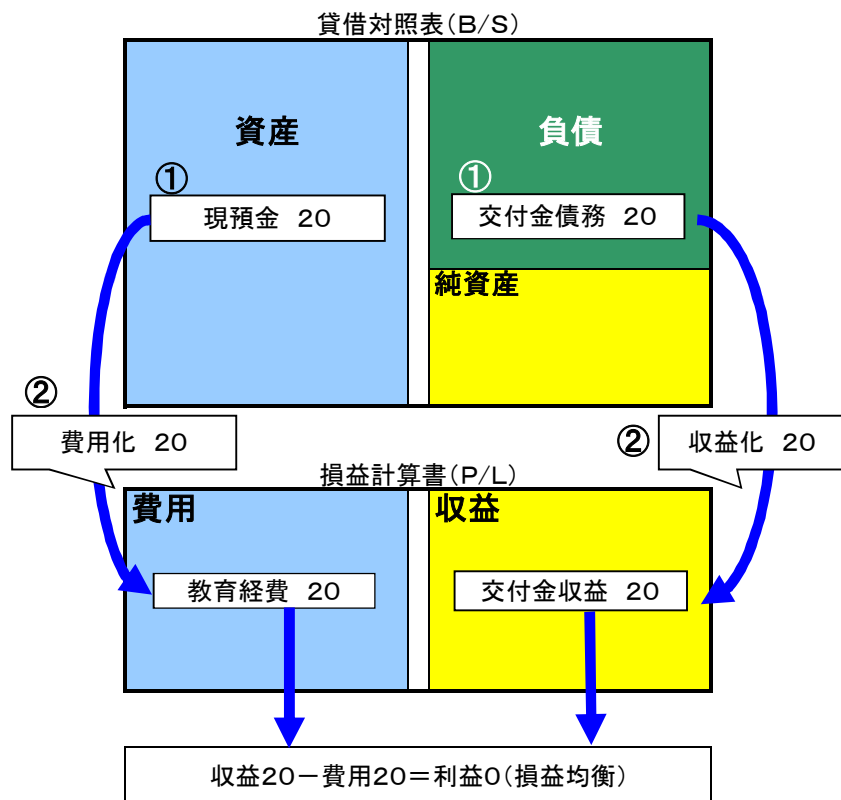 貸借対照表(B/S)
資産
負債
①
①
現預金 20
交付金債務 20
純資産
②
費用化 20
②
収益化 20
損益計算書(P/L)
費用
収益
教育経費 20
交付金収益 20
収益20-費用20=利益0(損益均衡)